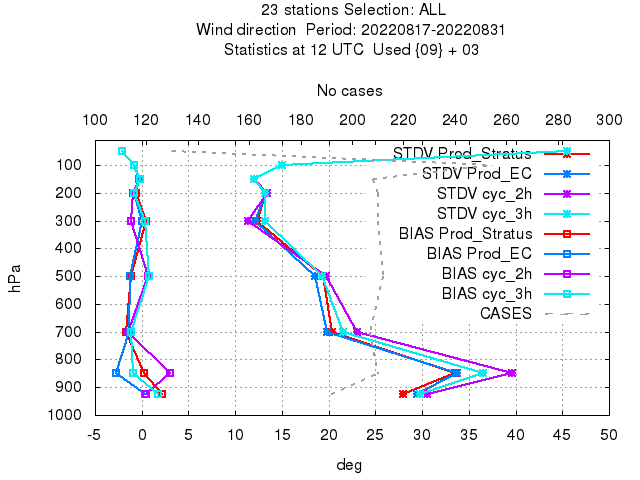 23 stations Selection: ALL
Wind direction  Period: 20220817-20220831
Statistics at 12 UTC  Used {09} + 03
No cases
100 120 140 160 180 200 220 240 260 280 300
STDV Prod_Stratus
100
STDV Prod_EC
200
STDV cyc_2h
STDV cyc_3h
300
BIAS Prod_Stratus
400
BIAS Prod_EC
500
BIAS cyc_2h
BIAS cyc_3h
600
CASES
700
800
900
1000
hPa
-5 0 5 10 15 20 25 30 35 40 45 50
deg